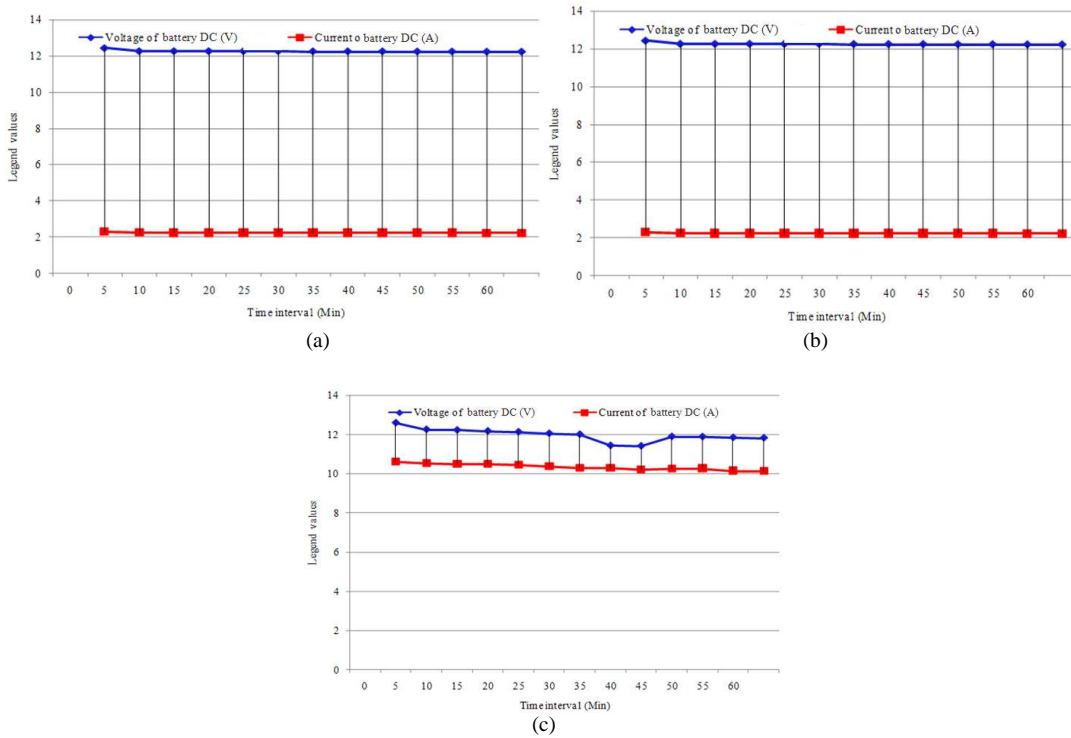 14
12
10
8
6
4
2
0
Voltage of battery DC (V)
Current o battery DC (A)
Legend values
0 5 10 15 20 25 30 35 40 45 50 55 60
Time interval (Min)
(a)
14
12
10
8
6
4
2
0
Voltage of battery DC (V)
Current o battery DC (A)
Legend values
0 5 10 15 20 25 30 35 40 45 50 55 60
Time interval (Min)
(b)
14
12
10
8
6
4
2
0
Voltage of battery DC (V)
Current of battery DC (A)
Legend values
0 5 10 15 20 25 30 35 40 45 50 55 60
Time interval (Min)
(c)